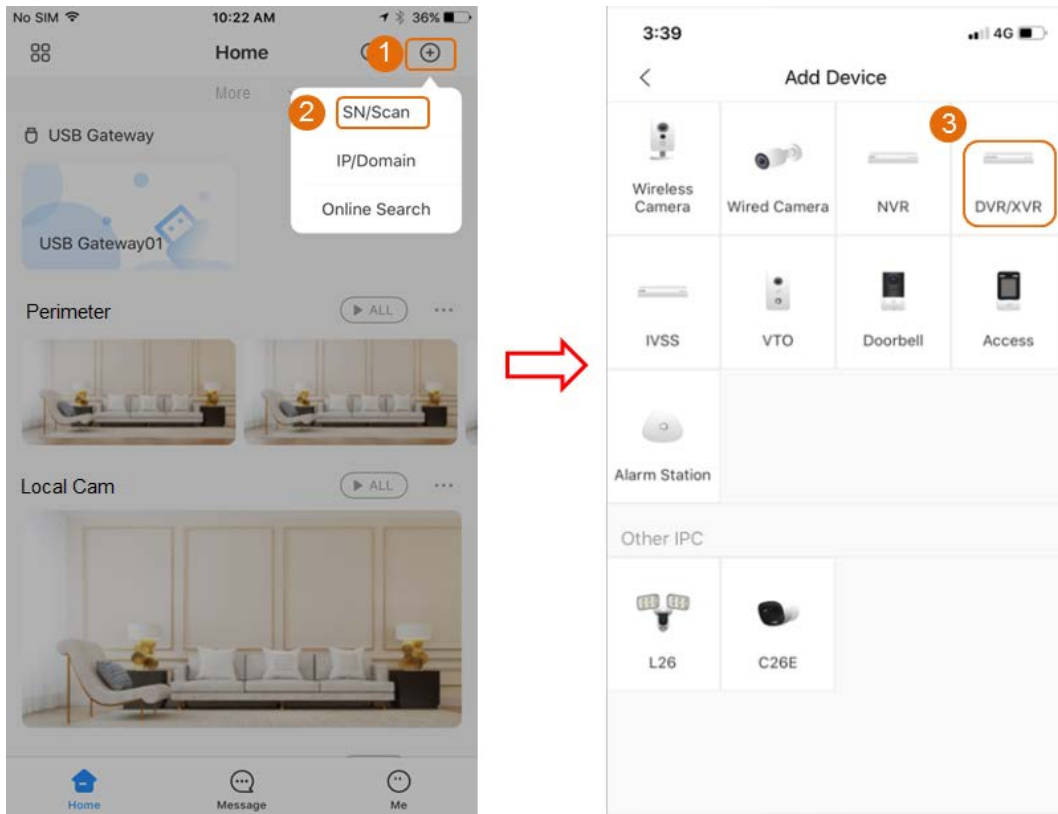 No SIM 10:22 AM 36%
Home 1
More
2 SN/Scan
IP/Domain
Online Search
USB Gateway
USB Gateway01
Perimeter ALL
Local Cam ALL
Home Message Me
3:39 4G
Add Device
3
Wireless
Camera Wired Camera NVR DVR/XVR
IVSS VTO Doorbell Access
Alarm Station
Other IPC
L26 C26E